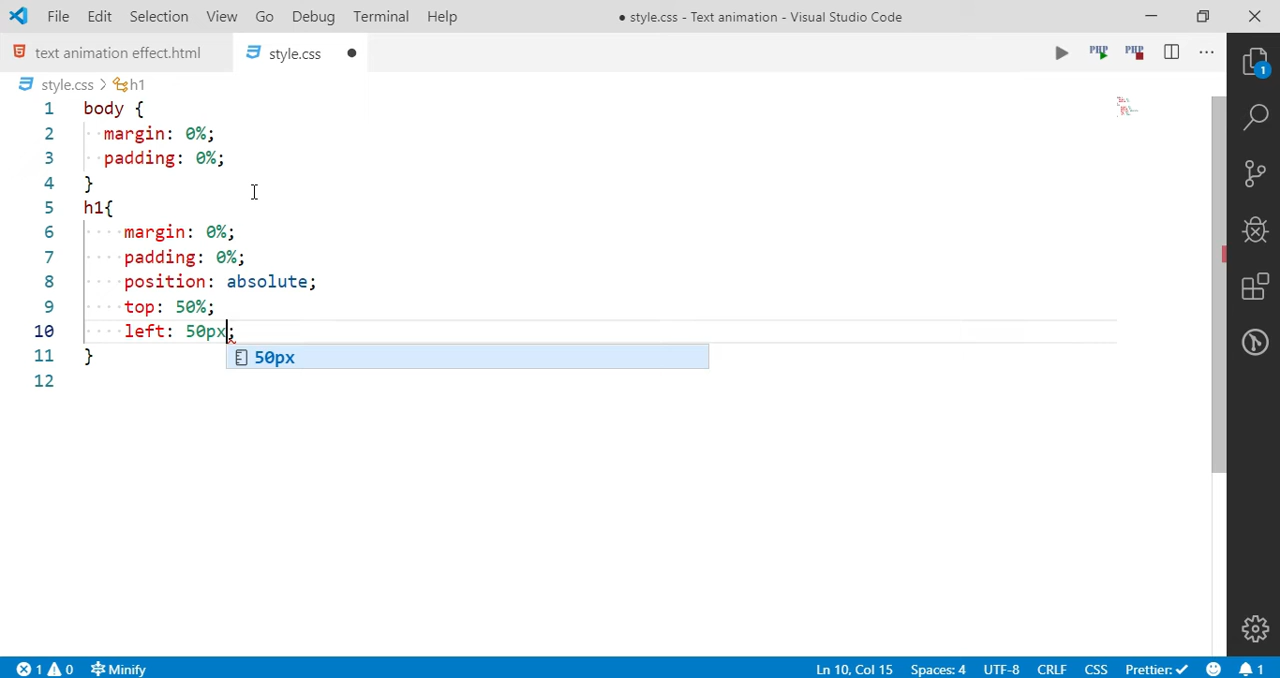 File Edit Selection View Go Debug Terminal Help ● style.css - Text animation - Visual Studio Code
text animation effect.html style.css ● PHP PHP ...
style.css > h1 1
1 body {
2 margin: 0%;
3 padding: 0%;
4 }
5 h1{
6 margin: 0%;
7 padding: 0%;
8 position: absolute;
9 top: 50%;
10 left: 50px;
11 } 50px
12
1 0 Minify Ln 10, Col 15 Spaces: 4 UTF-8 CRLF CSS Prettier: ✓ 1